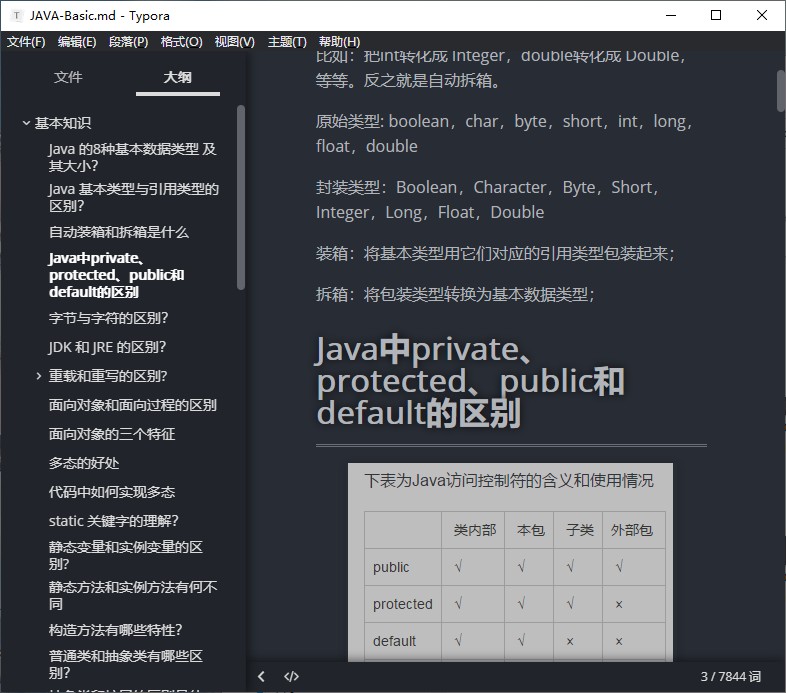 JAVA-Basic.md - Typora
文件(F) 编辑(E) 段落(P) 格式(O) 视图(V) 主题(T) 帮助(H)
文件 大纲
基本知识
Java 的8种基本数据类型 及
其大小?
Java 基本类型与引用类型的
区别?
自动装箱和拆箱是什么
Java中private、
protected、public和
default的区别
字节与字符的区别?
JDK 和 JRE 的区别?
重载和重写的区别?
面向对象和面向过程的区别
面向对象的三个特征
多态的好处
代码中如何实现多态
static 关键字的理解?
静态变量和实例变量的区
别?
静态方法和实例方法有何不
同
构造方法有哪些特性?
普通类和抽象类有哪些区
别?
比如：把int转化成 Integer，double转化成 Double，
等等。反之就是自动拆箱。
原始类型: boolean，char，byte，short，int，long，
float，double
封装类型：Boolean，Character，Byte，Short，
Integer，Long，Float，Double
装箱：将基本类型用它们对应的引用类型包装起来；
拆箱：将包装类型转换为基本数据类型；
Java中private、
protected、public和
default的区别
下表为Java访问控制符的含义和使用情况
类内部 本包 子类 外部包
public √ √ √ √
protected √ √ √ ×
default √ √ × ×
3 / 7844 词